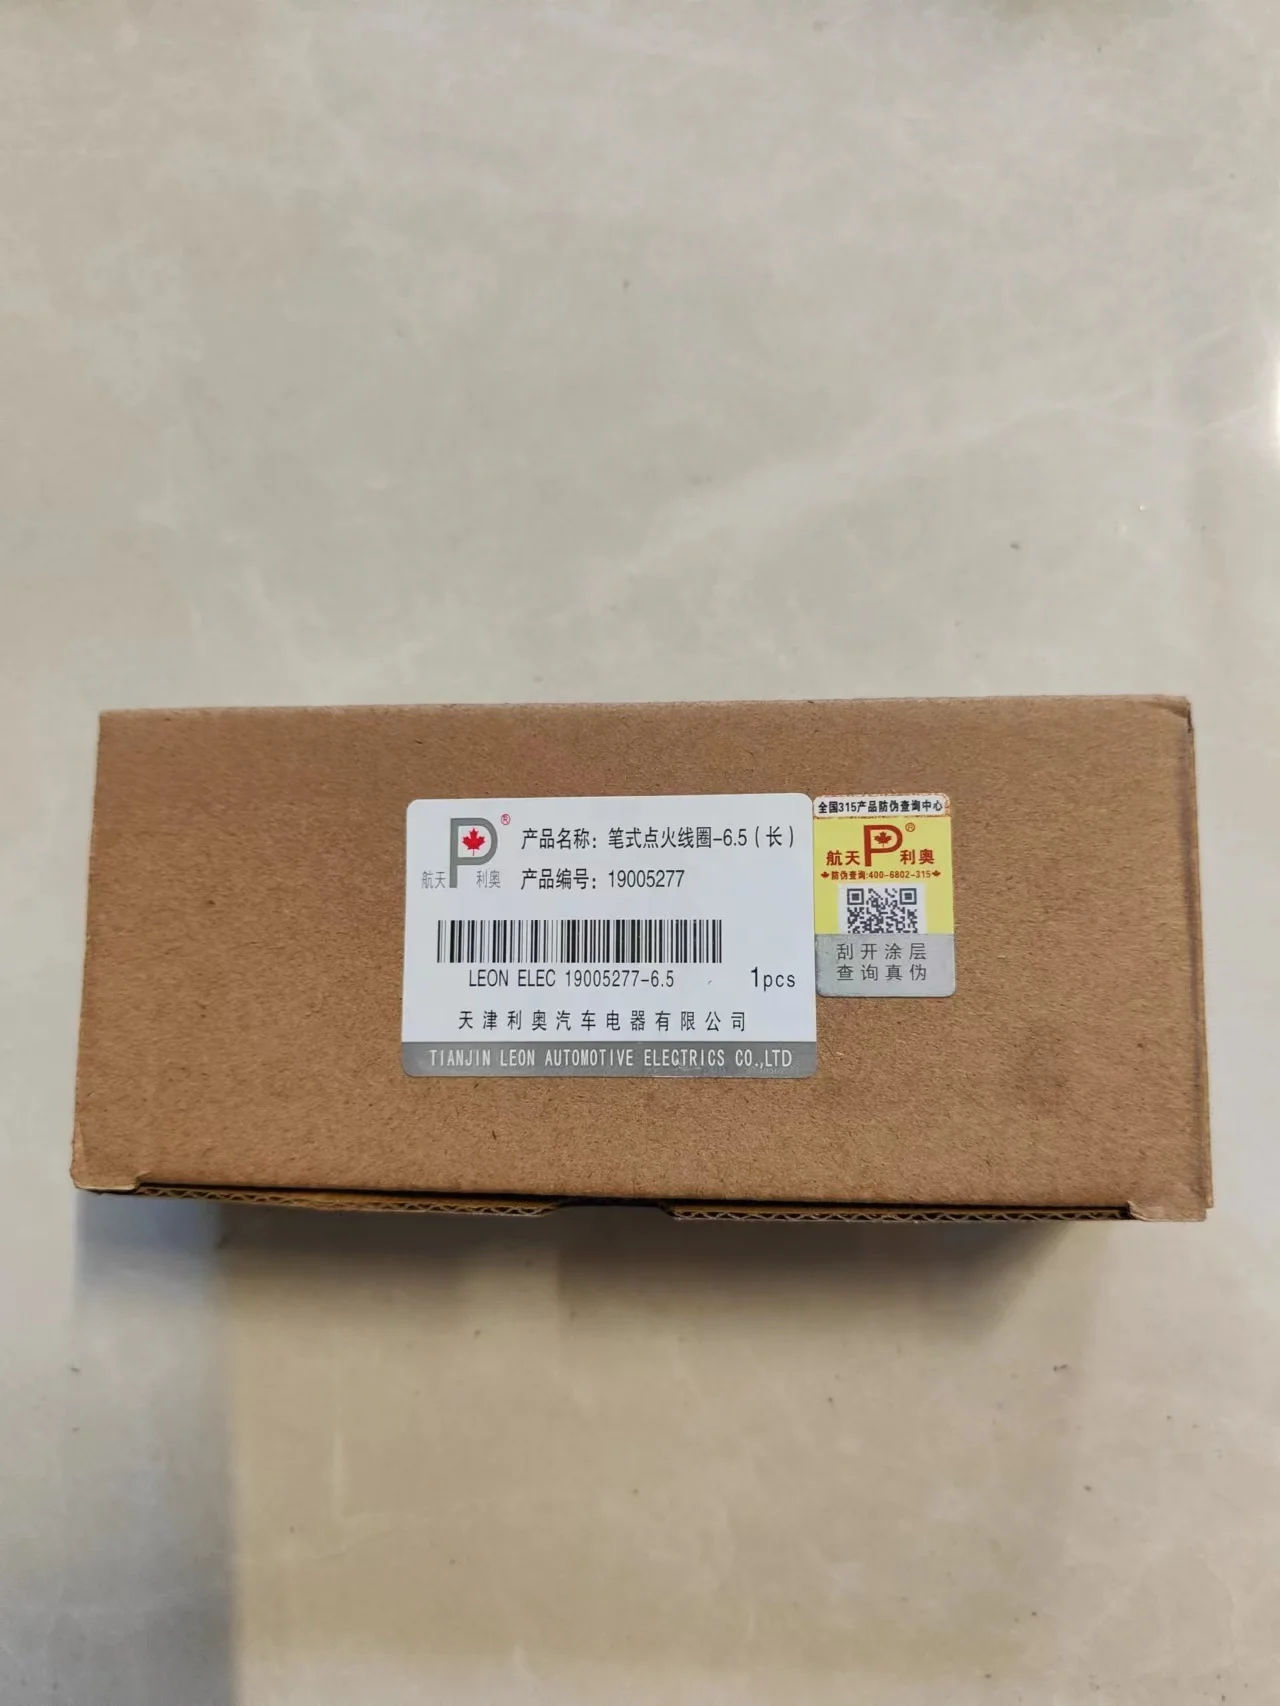 P®
航天 利奥
产品名称：笔式点火线圈-6.5（长）
产品编号：19005277
LEON ELEC 19005277-6.5 1pcs
天津利奥汽车电器有限公司
TIANJIN LEON AUTOMOTIVE ELECTRICS CO.,LTD
全国315产品防伪查询中心
P®
航天 利奥
防伪查询:400-6802-315
刮开涂层
查询真伪